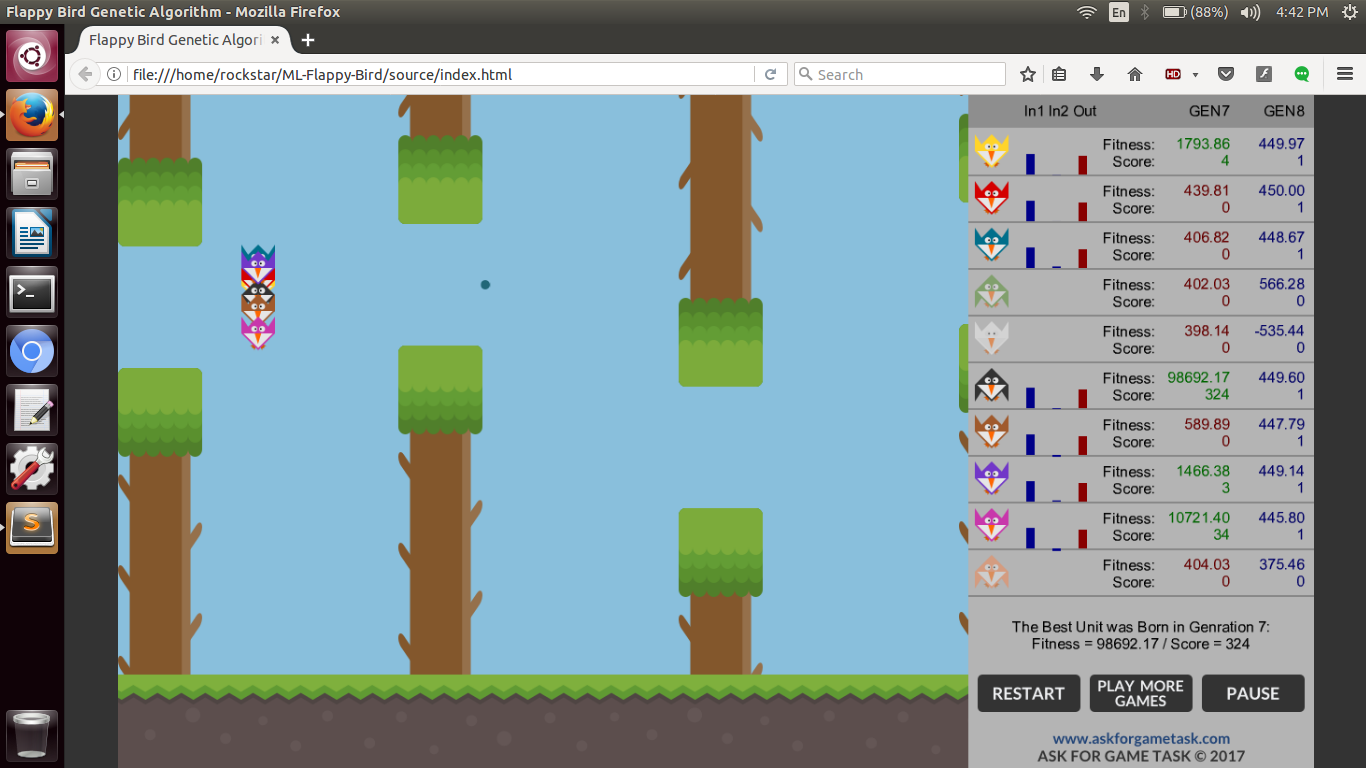 Flappy Bird Genetic Algorithm - Mozilla Firefox
En
(88%)
4:42 PM
Flappy Bird Genetic Algori
file:///home/rockstar/ML-Flappy-Bird/source/index.html
Search
HD
In1 In2 Out GEN7 GEN8
Fitness: 1793.86 449.97
Score: 4 1
Fitness: 439.81 450.00
Score: 0 1
Fitness: 406.82 448.67
Score: 0 1
Fitness: 402.03 566.28
Score: 0 0
Fitness: 398.14 -535.44
Score: 0 0
Fitness: 98692.17 449.60
Score: 324 1
Fitness: 589.89 447.79
Score: 0 1
Fitness: 1466.38 449.14
Score: 3 1
Fitness: 10721.40 445.80
Score: 34 1
Fitness: 404.03 375.46
Score: 0 0
The Best Unit was Born in Genration 7:
Fitness = 98692.17 / Score = 324
RESTART
PLAY MORE
GAMES
PAUSE
www.askforgametask.com
ASK FOR GAME TASK © 2017